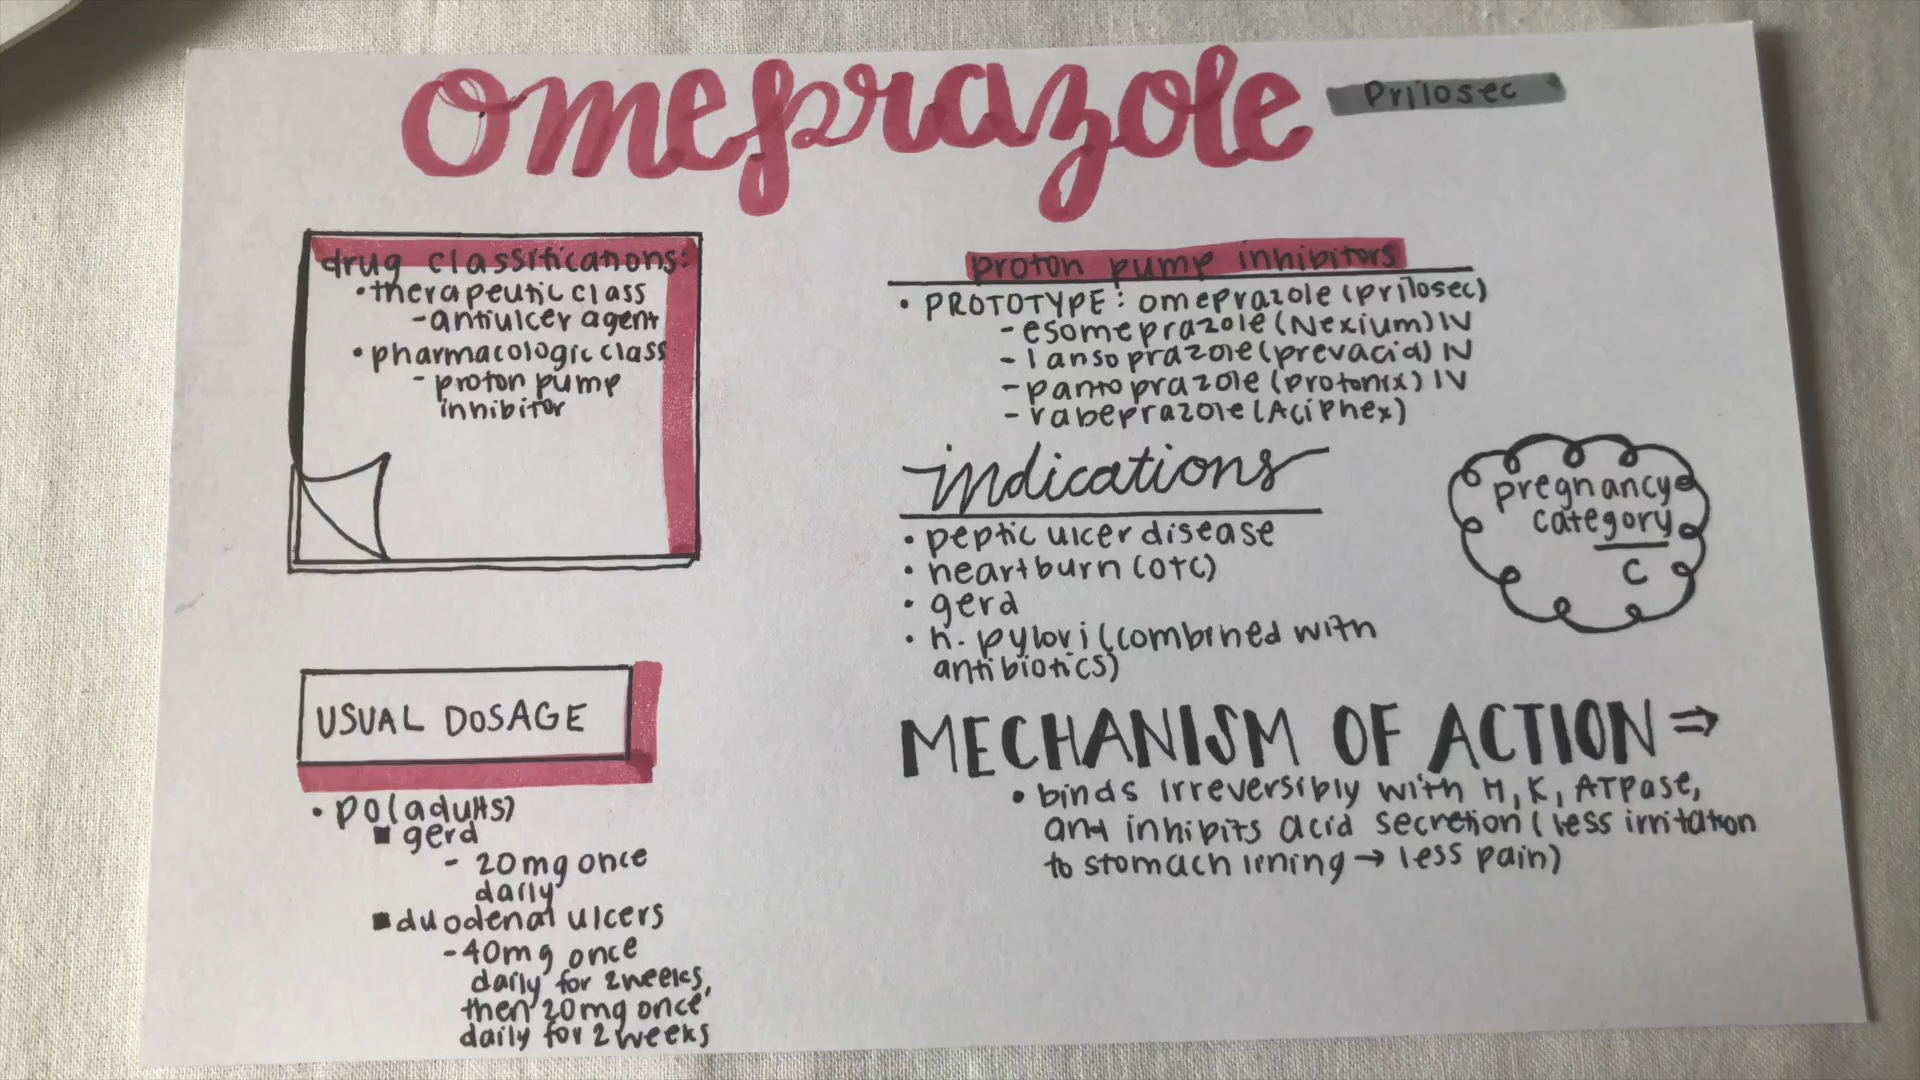 omeprazole
Prilosec
drug classifications:
•therapeutic class
-antiulcer agent
•pharmacologic class
- proton pump
inhibitor
USUAL DOSAGE
• PO (adults)
■ gerd
- 20mg once
daily
■ duodenal ulcers
-40mg once
daily for 2 weeks,
then 20mg once
daily for 2 weeks
proton pump inhibitors
• PROTOTYPE: omeprazole (prilosec)
- esomeprazole (Nexium) IV
- lansoprazole (prevacid) IV
- pantoprazole (protonix) IV
- rabeprazole (Aciphex)
indications
• peptic ulcer disease
• heartburn (OTC)
• gerd
• h. pylori (combined with
antibiotics)
pregnancy
category
C
MECHANISM OF ACTION ⇒
• binds irreversibly with H, K, ATPase,
and inhibits acid secretion (less irritation
to stomach lining → less pain)